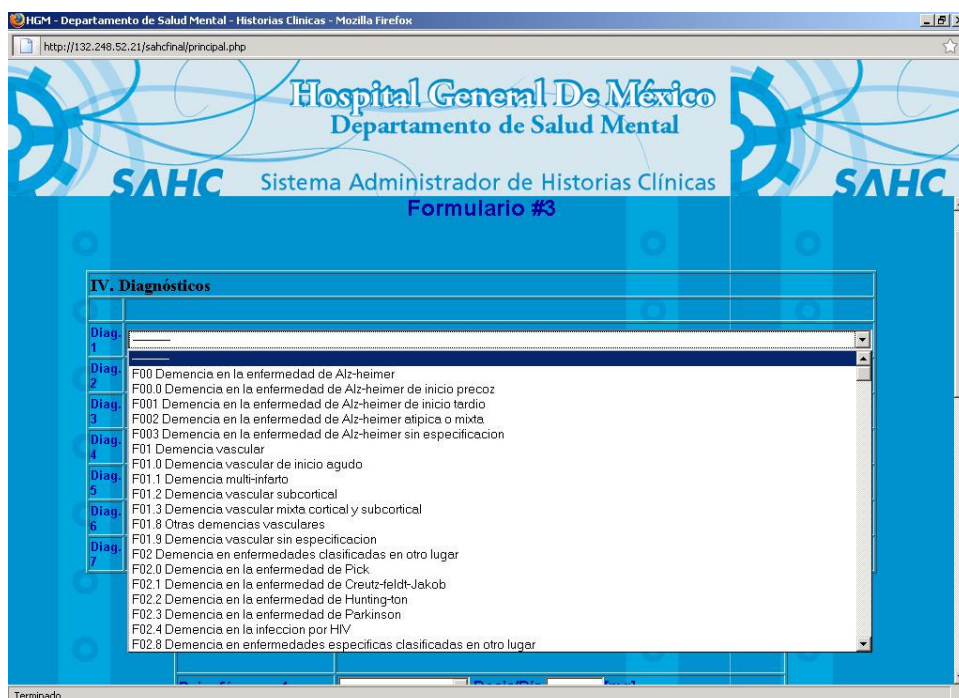 HGM - Departamento de Salud Mental - Historias Clinicas - Mozilla Firefox
http://132.248.52.21/sahcfinal/principal.php
Hospital General De México
Departamento de Salud Mental
SAHC
Sistema Administrador de Historias Clínicas
SAHC
Formulario #3
IV. Diagnósticos
Diag. 1
Diag. 2
Diag. 3
Diag. 4
Diag. 5
Diag. 6
Diag. 7
F00 Demencia en la enfermedad de Alz-heimer
F00.0 Demencia en la enfermedad de Alz-heimer de inicio precoz
F001 Demencia en la enfermedad de Alz-heimer de inicio tardio
F002 Demencia en la enfermedad de Alz-heimer atipica o mixta
F003 Demencia en la enfermedad de Alz-heimer sin especificacion
F01 Demencia vascular
F01.0 Demencia vascular de inicio agudo
F01.1 Demencia multi-infarto
F01.2 Demencia vascular subcortical
F01.3 Demencia vascular mixta cortical y subcortical
F01.8 Otras demencias vasculares
F01.9 Demencia vascular sin especificacion
F02 Demencia en enfermedades clasificadas en otro lugar
F02.0 Demencia en la enfermedad de Pick
F02.1 Demencia en la enfermedad de Creutz-feldt-Jakob
F02.2 Demencia en la enfermedad de Hunting-ton
F02.3 Demencia en la enfermedad de Parkinson
F02.4 Demencia en la infeccion por HIV
F02.8 Demencia en enfermedades especificas clasificadas en otro lugar
Terminado